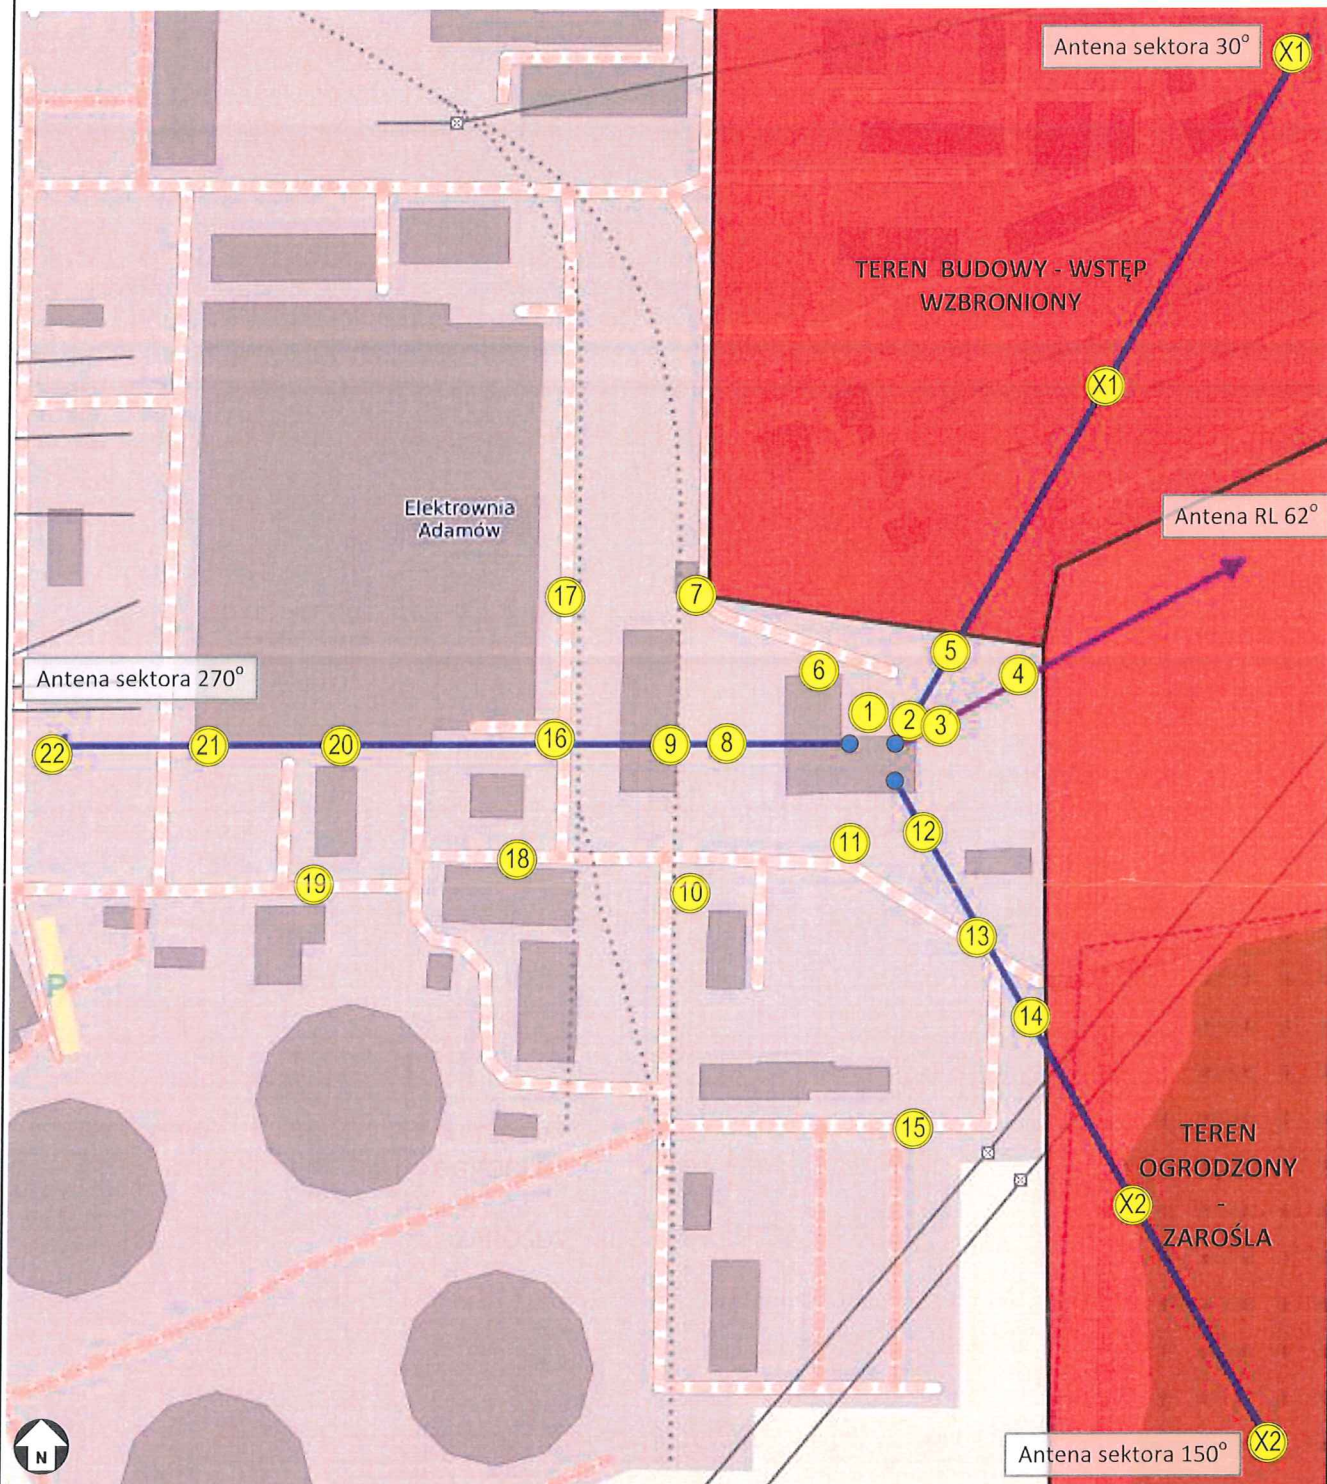 Antena sektora 30°
X1
TEREN BUDOWY - WSTĘP
WZBRONIONY
X1
Elektrownia
Adamów
Antena RL 62°
17
7
5
6
4
Antena sektora 270°
1
2
3
22
21
20
16
9
8
12
11
18
19
10
13
P
14
15
TEREN
OGRODZONY
-
ZAROŚLA
X2
N
Antena sektora 150°
X2